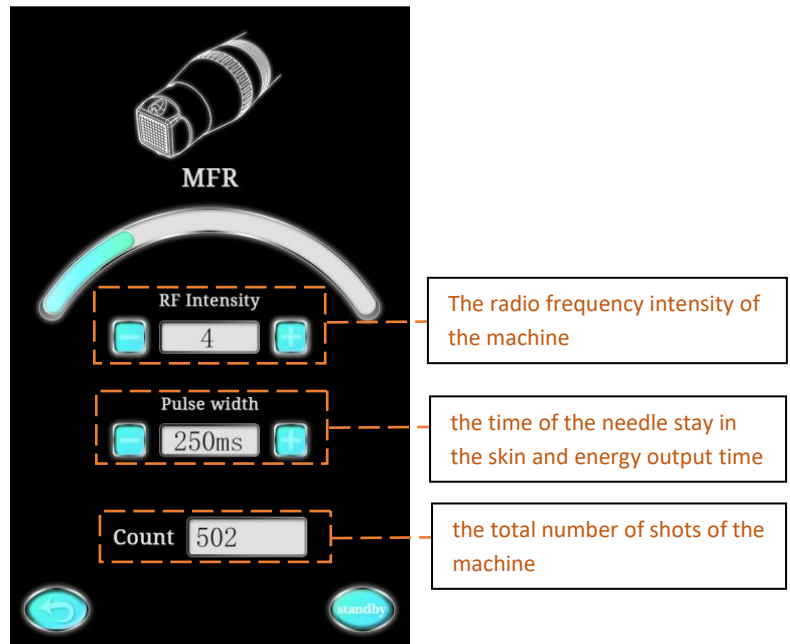 MFR
RF Intensity
4
The radio frequency intensity of
the machine
Pulse width
250ms
the time of the needle stay in
the skin and energy output time
Count 502
the total number of shots of the
machine
standby